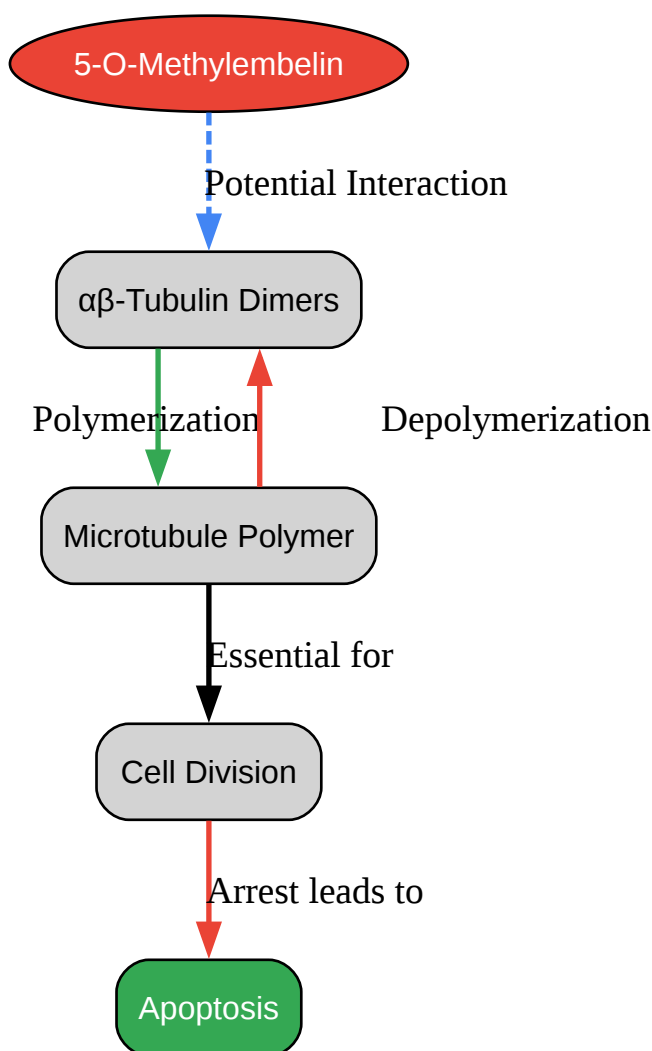 5-O-Methylembelin
Potential Interaction
αβ-Tubulin Dimers
Polymerization
Depolymerization
Microtubule Polymer
Essential for
Cell Division
Arrest leads to
Apoptosis